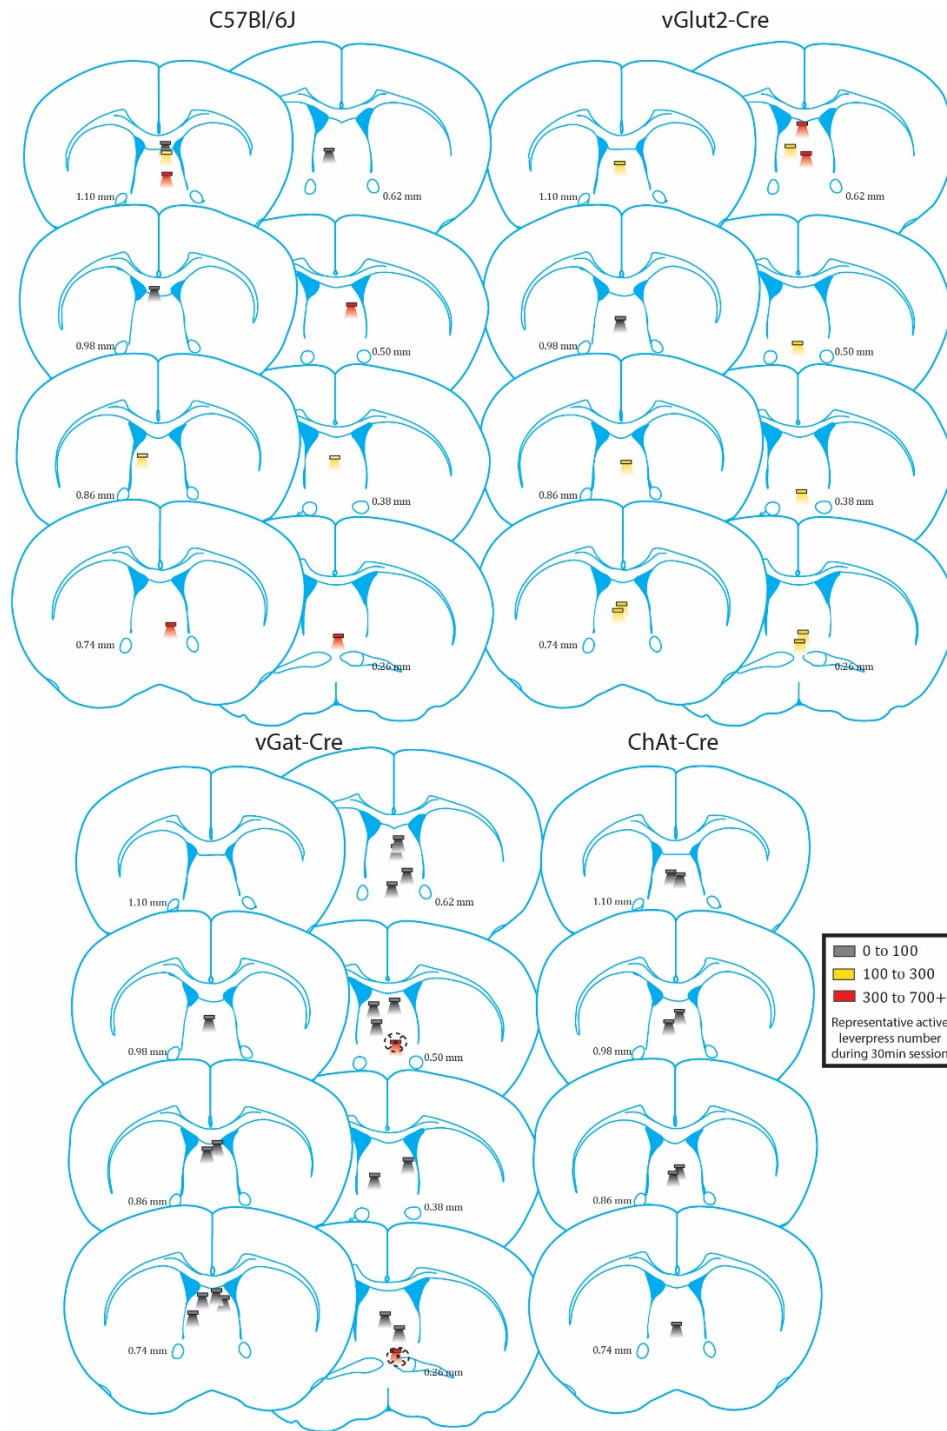 C57Bl/6J
vGlut2-Cre
1.10 mm
0.62 mm
1.10 mm
0.62 mm
0.98 mm
0.50 mm
0.98 mm
0.50 mm
0.86 mm
0.38 mm
0.86 mm
0.38 mm
0.74 mm
0.26 mm
0.74 mm
0.26 mm
vGat-Cre
ChAt-Cre
1.10 mm
0.62 mm
1.10 mm
0.98 mm
0.50 mm
0.98 mm
0.86 mm
0.38 mm
0.86 mm
0.74 mm
0.26 mm
0.74 mm
0 to 100
100 to 300
300 to 700+
Representative active
leverpress number
during 30min session